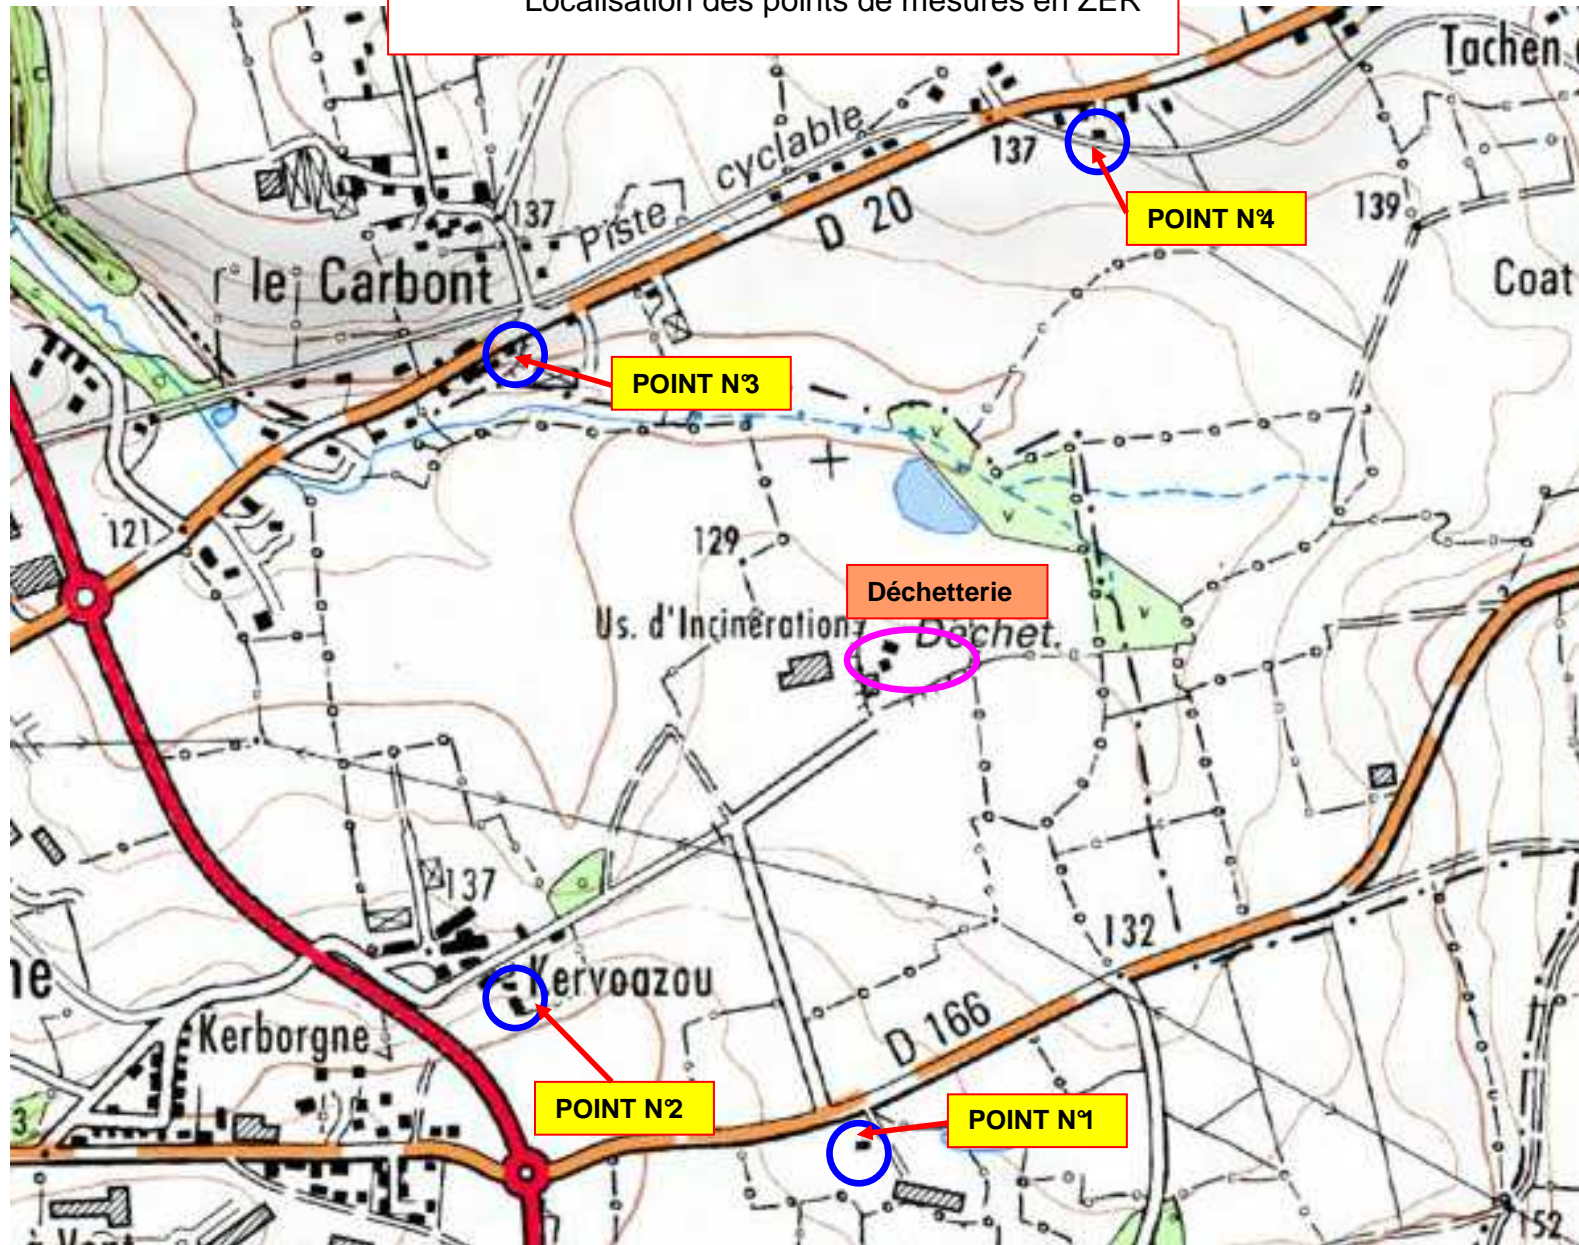 Localisation des points de mesures en ZER
Tachen
cyclable
137
POINT N°4
139
137
Piste
D 20
le Carbont
Coat
POINT N°3
121
129
Déchetterie
Us. d'Incinération
Déchet.
137
132
Kervoazou
Kerborgne
D 166
POINT N°2
POINT N°1
3
152